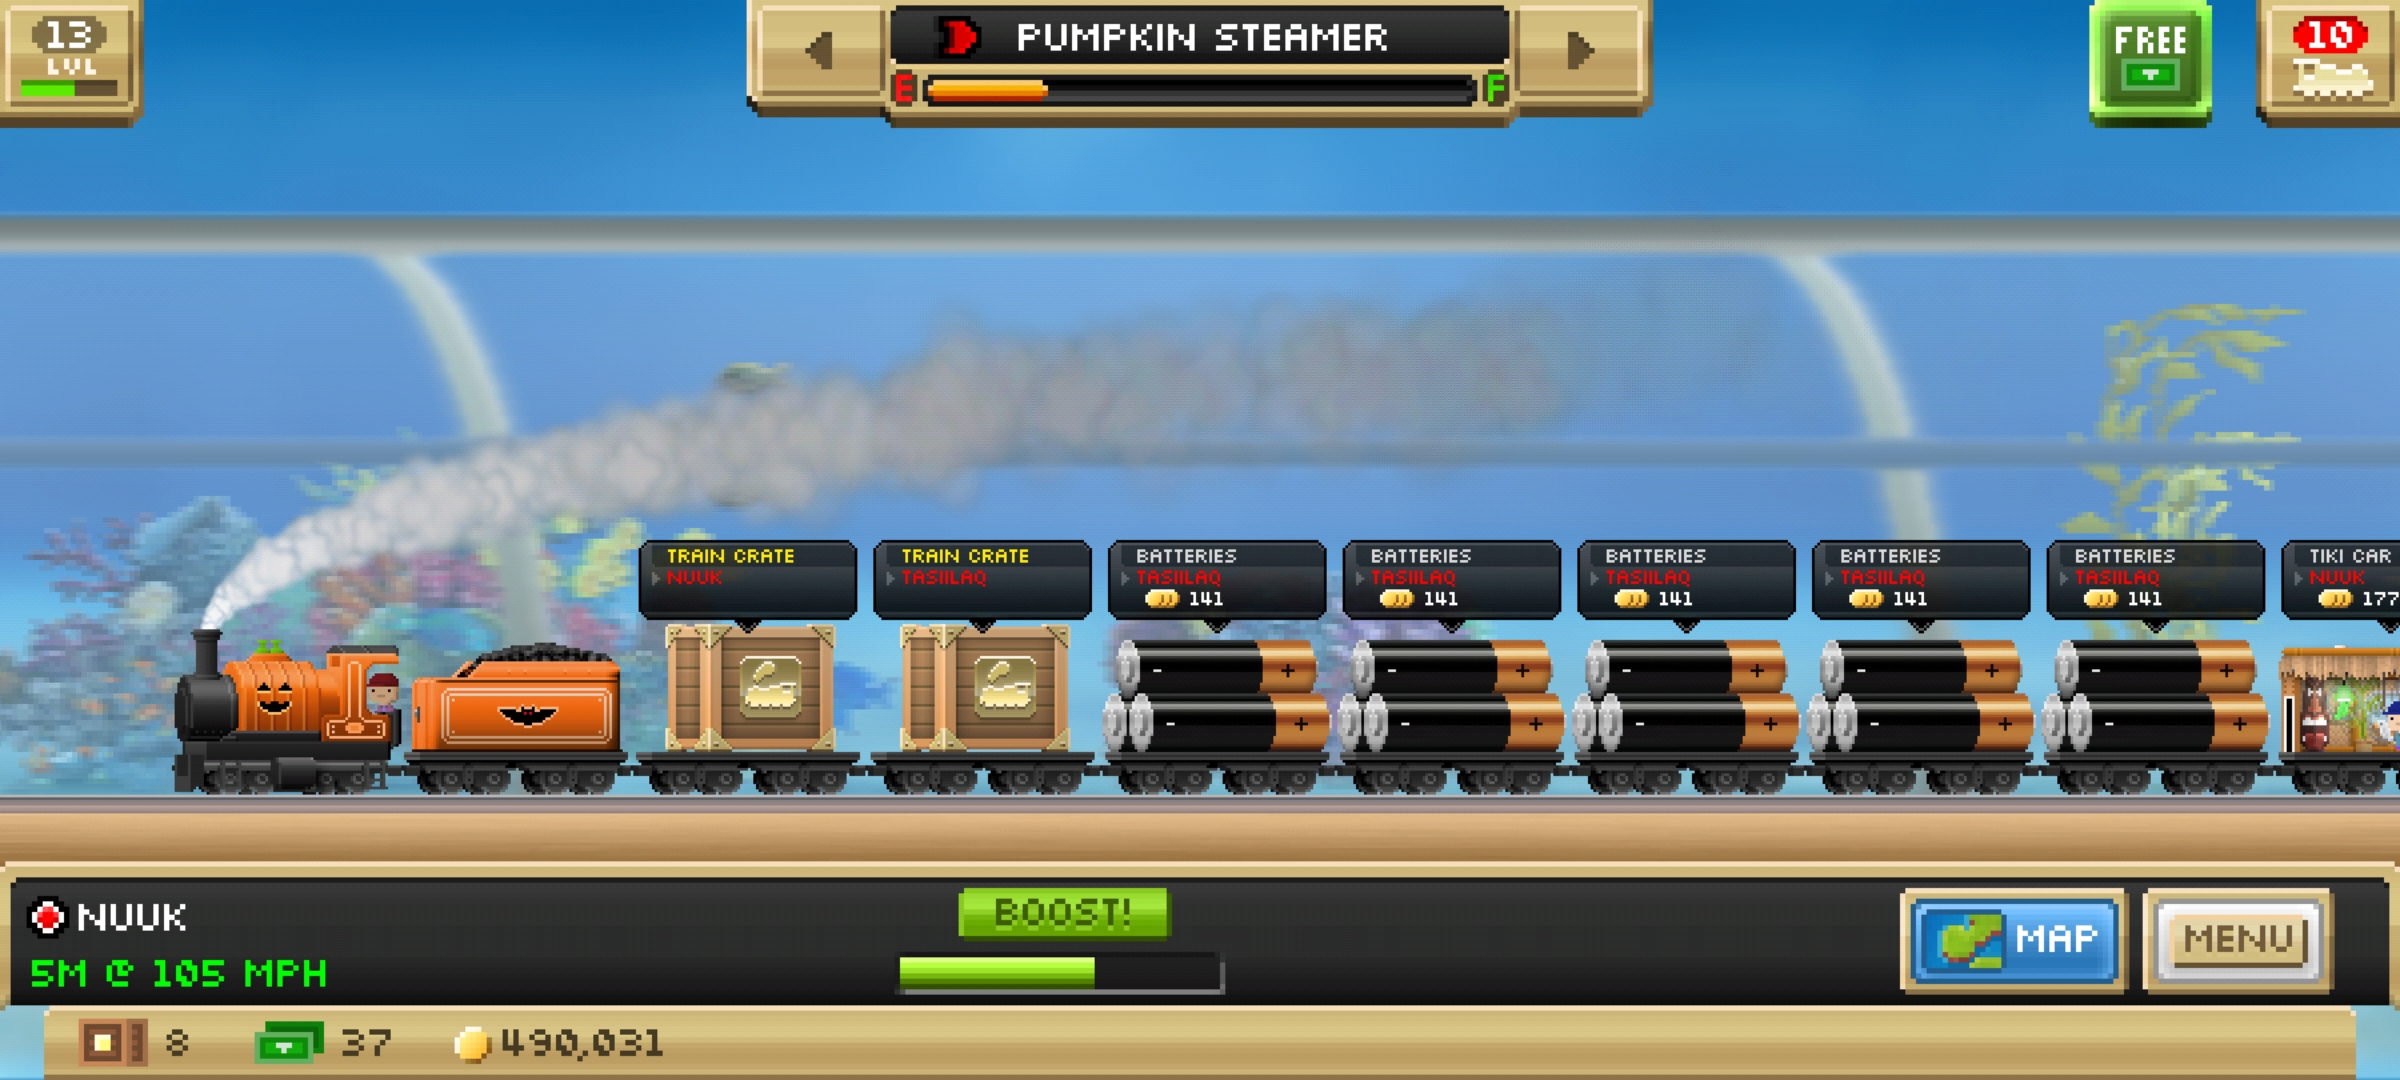 13
LVL
PUMPKIN STEAMER
E F
FREE
10
TRAIN CRATE
NUUK
TRAIN CRATE
TASIILAQ
BATTERIES
TASIILAQ
141
BATTERIES
TASIILAQ
141
BATTERIES
TASIILAQ
141
BATTERIES
TASIILAQ
141
BATTERIES
TASIILAQ
141
TIKI CAR
NUUK
177
- + - + - + - + - +
- + - + - + - + - +
NUUK
5M @ 105 MPH
BOOST!
MAP
MENU
8
37
490,031